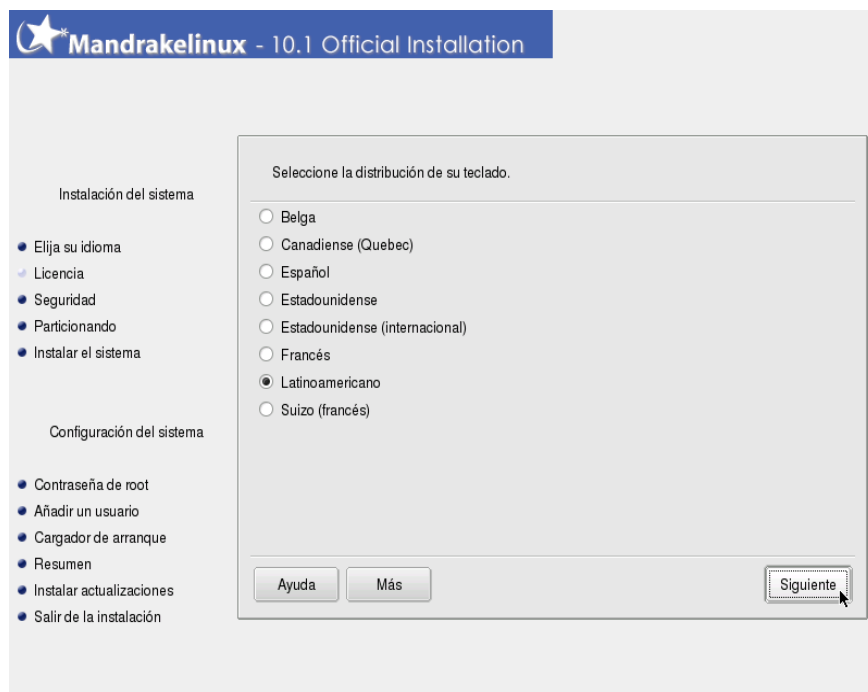 Mandrakelinux - 10.1 Official Installation
Instalación del sistema
Elija su idioma
Licencia
Seguridad
Particionando
Instalar el sistema
Configuración del sistema
Contraseña de root
Añadir un usuario
Cargador de arranque
Resumen
Instalar actualizaciones
Salir de la instalación
Seleccione la distribución de su teclado.
Belga
Canadiense (Quebec)
Español
Estadounidense
Estadounidense (internacional)
Francés
Latinoamericano
Suizo (francés)
Ayuda
Más
Siguiente